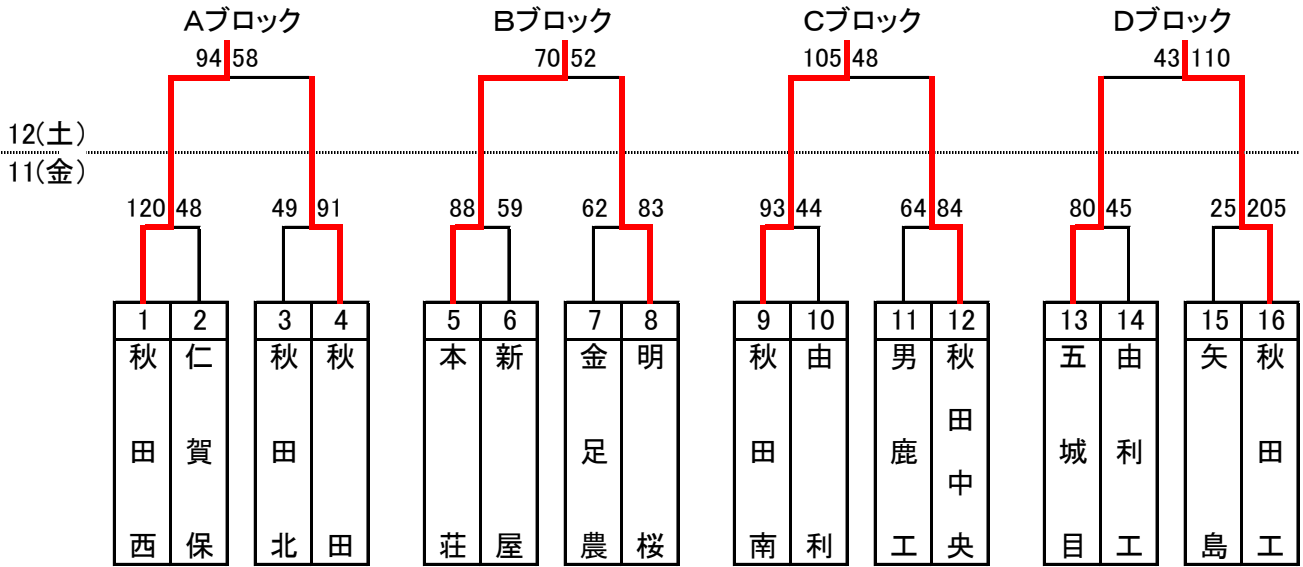 Aブロック Bブロック Cブロック Dブロック
94 58 70 52 105 48 43 110
12(土)
11(金)
120 48 49 91 88 59 62 83 93 44 64 84 80 45 25 205
1 2 3 4 5 6 7 8 9 10 11 12 13 14 15 16
秋田西
仁賀保
秋田北
秋田
本荘
新屋
金足農
明桜
秋田南
由利
男鹿工
秋田中央
五城目
由利工
矢島
秋田工